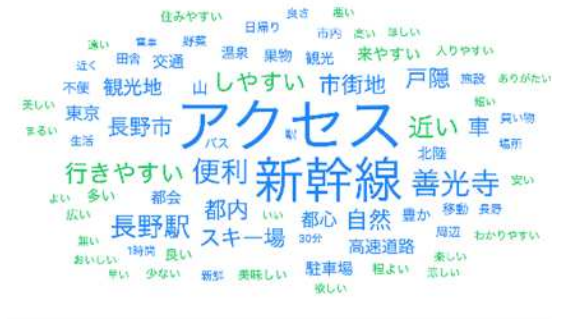 住みやすい 良さ 悪い
日帰り
遠い 電車 野菜 市内 高い ほしい
近く 田舎 交通 温泉 果物 観光 来やすい 入りやすい
不便 観光地 山 しやすい 市街地 戸隠 施設 ありがたい
美しい 東京 アクセス 短い
まるい 長野市 バス 駅 近い 車 買い物
生活 場所
行きやすい 便利 新幹線 北陸 善光寺 安い
よい 多い 都会
広い 長野駅 都内 いい 都心 自然 豊か 移動 長野
無い スキー場 30分 高速道路 周辺 わかりやすい
1時間 良い
おいしい 駐車場 程よい 楽しい
早い 少ない 新鮮 美味しい 涼しい
欲しい